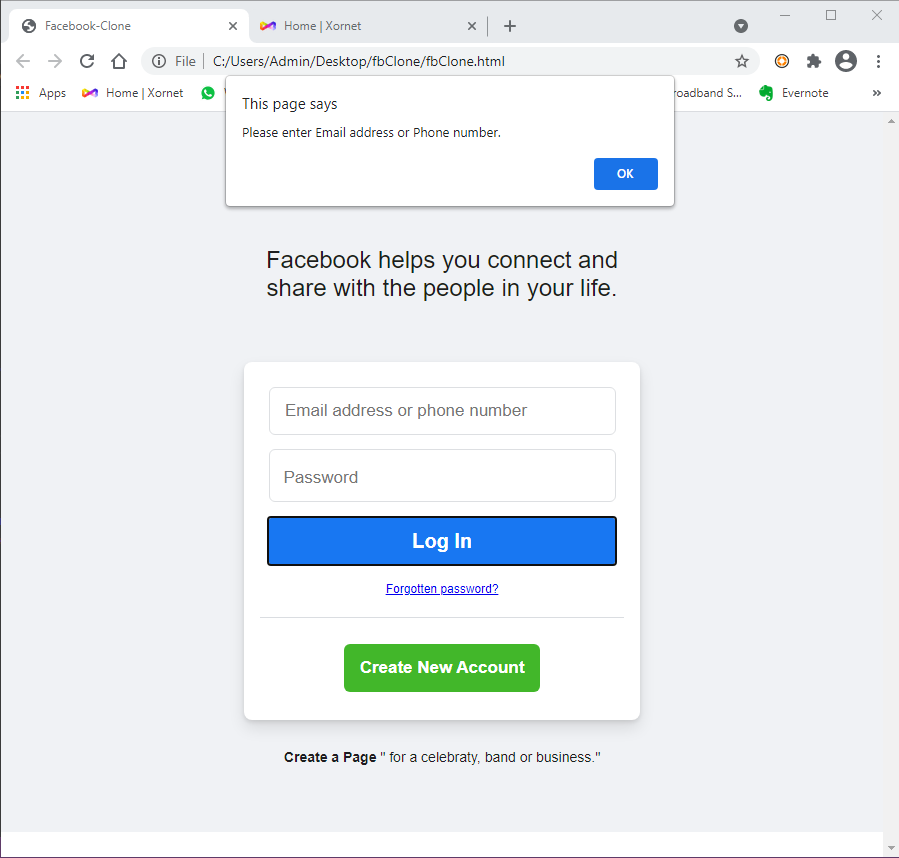 Facebook-Clone
Home | Xornet
File
C:/Users/Admin/Desktop/fbClone/fbClone.html
Apps
Home | Xornet
Evernote
This page says
Please enter Email address or Phone number.
OK
Facebook helps you connect and
share with the people in your life.
Email address or phone number
Password
Log In
Forgotten password?
Create New Account
Create a Page " for a celebraty, band or business."